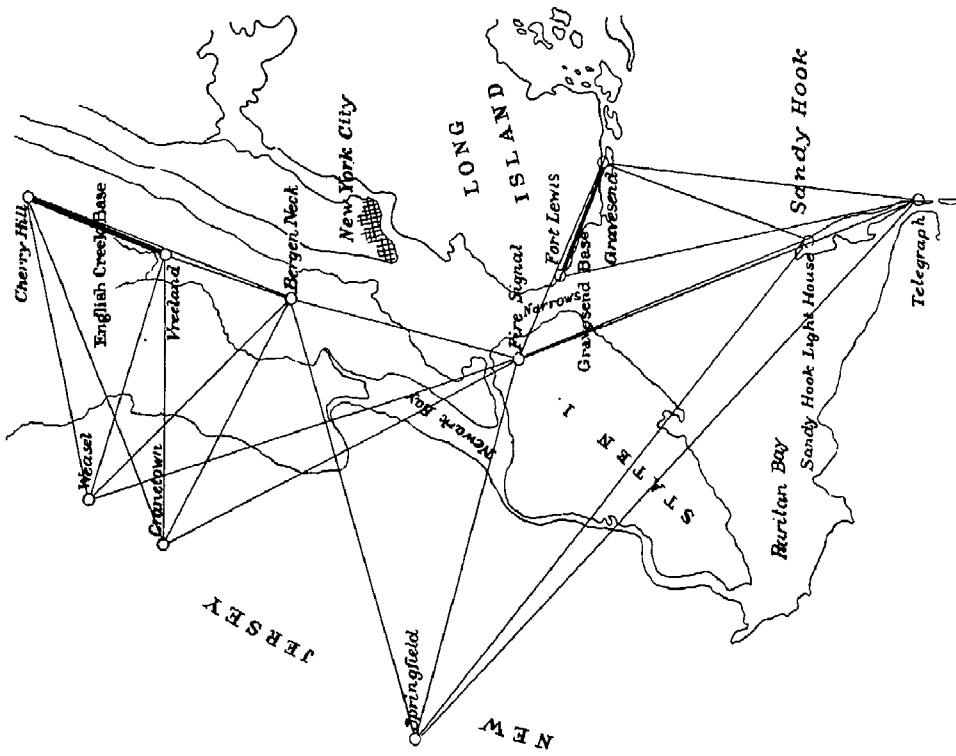 Cherry Hill
English Creek Base
Vreeland
Bergen Neck
New York City
LONG
ISLAND
Weasel
Cranetown
Newark Bay
Fire Signal
Narrows
Fort Lewis
Gravesend Base
Gravesend
Sandy Hook
STATEN
I.
Raritan Bay
Sandy Hook Light House
Telegraph
Springfield
NEW
JERSEY